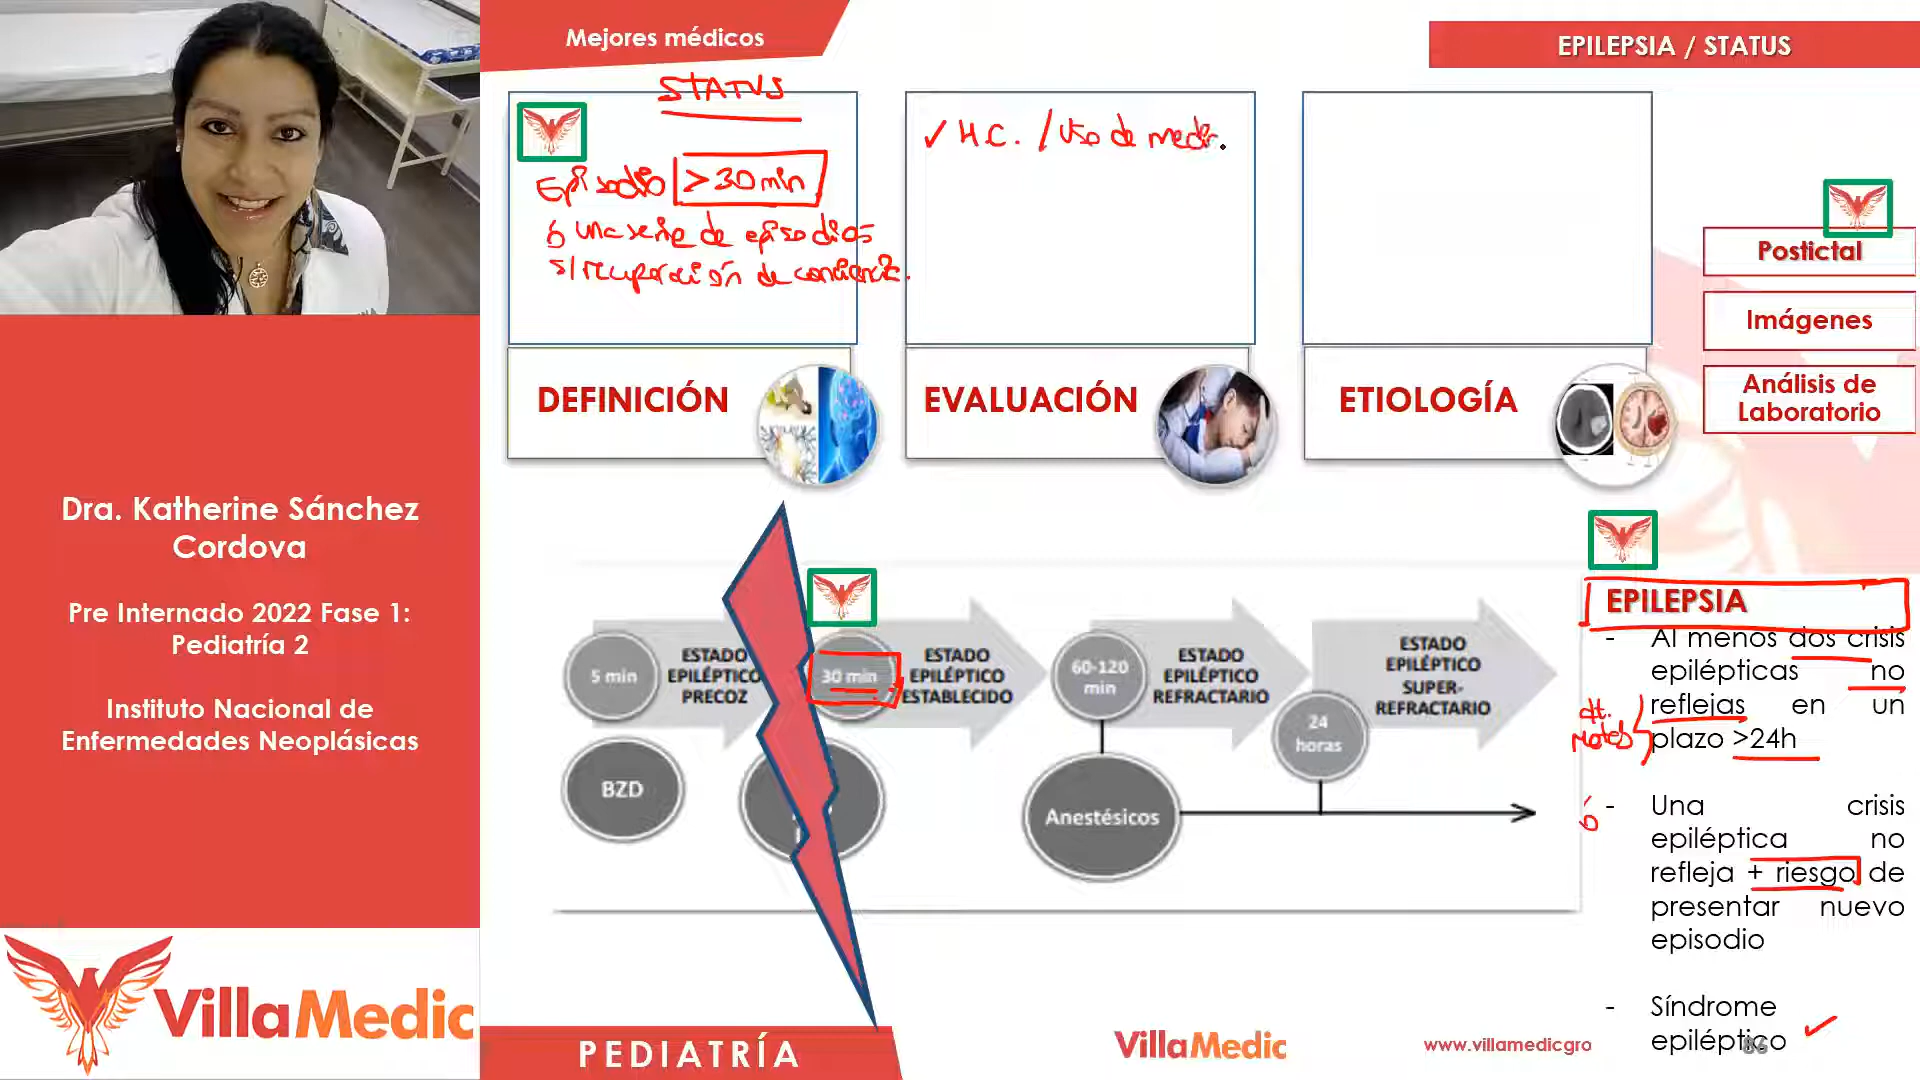 Mejores médicos
EPILEPSIA / STATUS
STATUS
Episodio >30min
ó una serie de episodios
s/ recuperación de conciencia.
✓ H.C. / Uso de medic.
DEFINICIÓN
EVALUACIÓN
ETIOLOGÍA
Postictal
Imágenes
Análisis de
Laboratorio
Dra. Katherine Sánchez
Cordova
Pre Internado 2022 Fase 1:
Pediatría 2
Instituto Nacional de
Enfermedades Neoplásicas
VillaMedic
5 min
ESTADO
EPILÉPTICO
PRECOZ
30 min
ESTADO
EPILÉPTICO
ESTABLECIDO
60-120
min
ESTADO
EPILÉPTICO
REFRACTARIO
24
horas
ESTADO
EPILÉPTICO
SUPER-
REFRACTARIO
BZD
Anestésicos
EPILEPSIA
- Al menos dos crisis
epilépticas no
reflejas en un
plazo >24h
ó
- Una crisis
epiléptica no
refleja + riesgo de
presentar nuevo
episodio
- Síndrome
epiléptico ✓
PEDIATRÍA
VillaMedic
www.villamedicgro
86